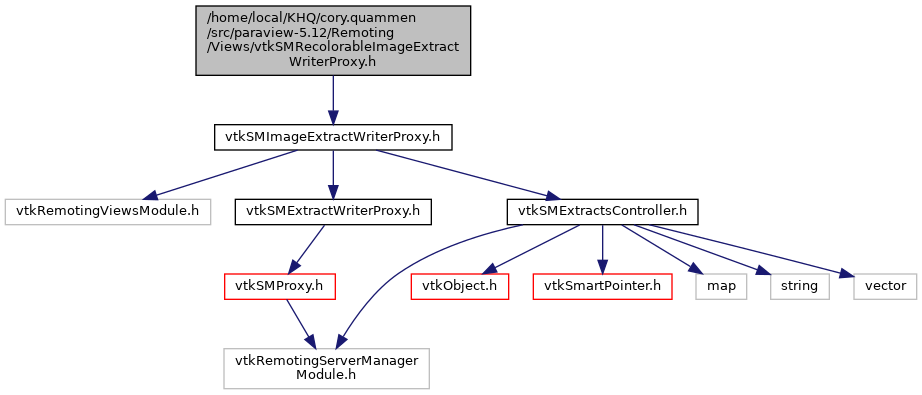 /home/local/KHQ/cory.quammen
/src/paraview-5.12/Remoting
/Views/vtkSMRecolorableImageExtract
WriterProxy.h
vtkSMImageExtractWriterProxy.h
vtkRemotingViewsModule.h
vtkSMExtractWriterProxy.h
vtkSMExtractsController.h
vtkSMProxy.h
vtkObject.h
vtkSmartPointer.h
map
string
vector
vtkRemotingServerManager
Module.h